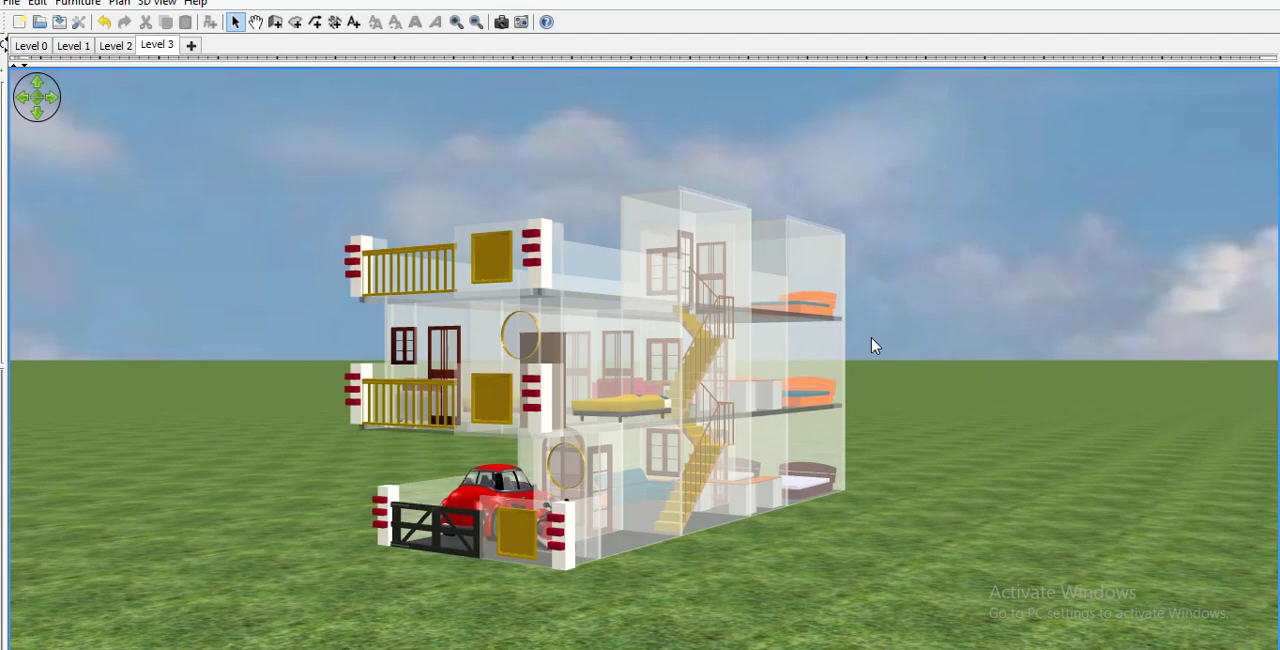 File Edit Furniture Plan 3D view Help
Level 0 Level 1 Level 2 Level 3
Activate Windows
Go to PC settings to activate Windows.